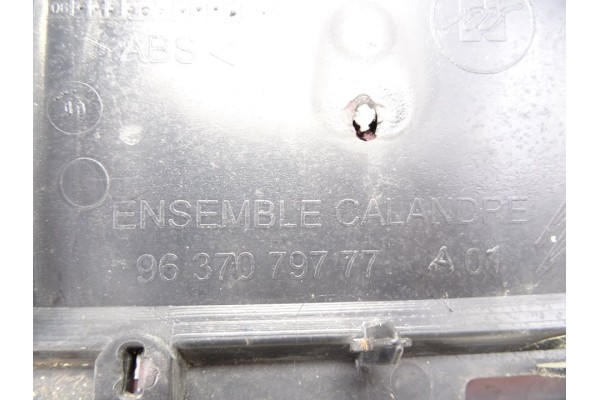 >ABS<
ENSEMBLE CALANDRE
96 370 797 77 A 01